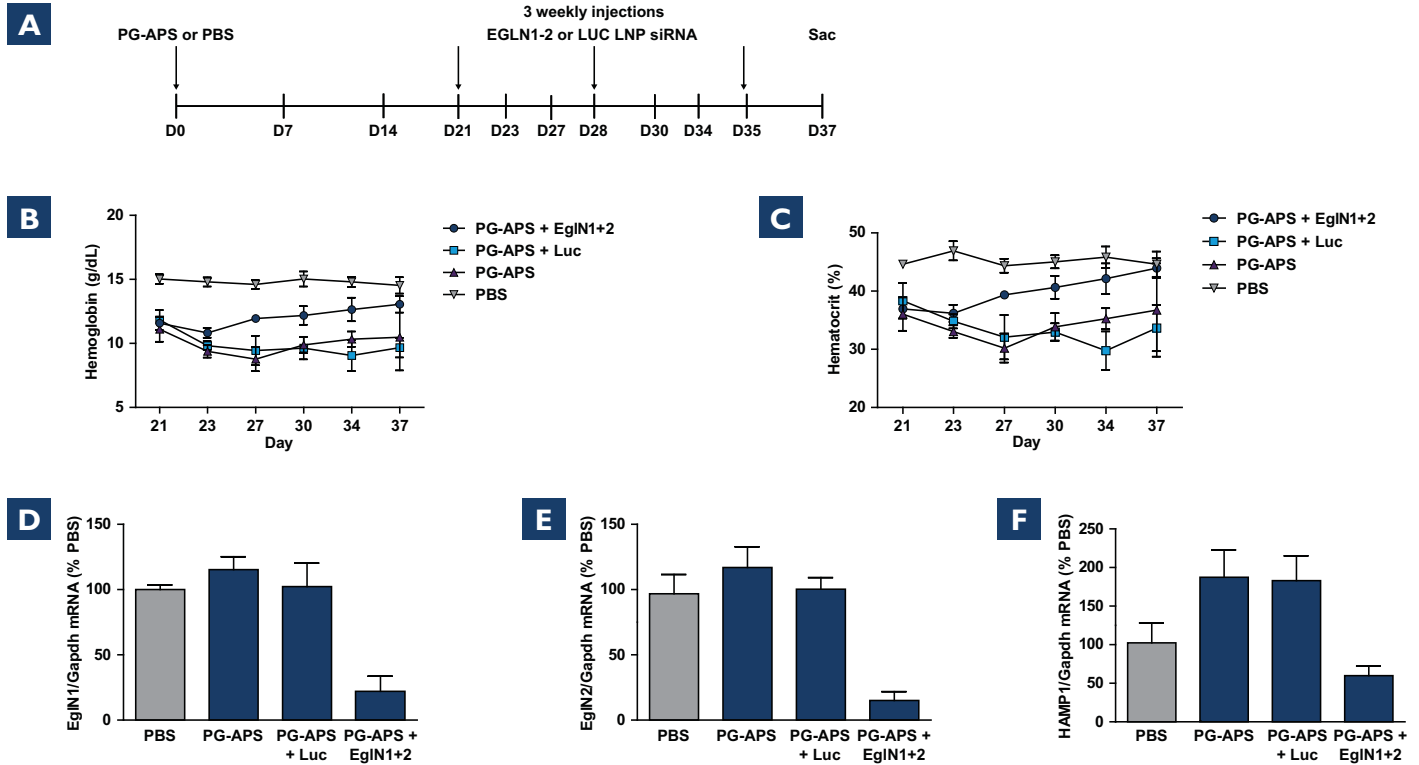 A
3 weekly injections
PG-APS or PBS
EGLN1-2 or LUC LNP siRNA
Sac
D0
D7
D14
D21
D23
D27
D28
D30
D34
D35
D37
B
Hemoglobin (g/dL)
20
15
10
5
21
23
27
30
34
37
Day
PG-APS + EglN1+2
PG-APS + Luc
PG-APS
PBS
C
Hematocrit (%)
50
40
30
20
21
23
27
30
34
37
Day
PG-APS + EglN1+2
PG-APS + Luc
PG-APS
PBS
D
EglN1/Gapdh mRNA (% PBS)
150
100
50
0
PBS
PG-APS
PG-APS
+ Luc
PG-APS +
EglN1+2
E
EglN2/Gapdh mRNA (% PBS)
150
100
50
0
PBS
PG-APS
PG-APS
+ Luc
PG-APS +
EglN1+2
F
HAMP1/Gapdh mRNA (% PBS)
250
200
150
100
50
0
PBS
PG-APS
PG-APS
+ Luc
PG-APS +
EglN1+2